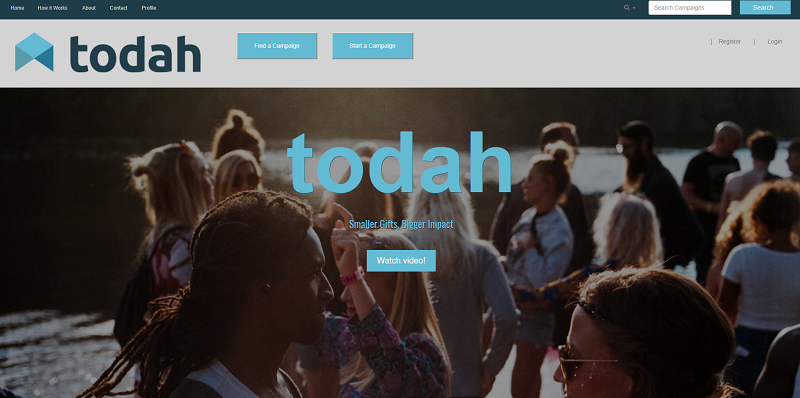 Home How it Works About Contact Profile Search Campaigns Search
todah Find a Campaign Start a Campaign | Register | Login
todah
Smaller Gifts, Bigger Impact
Watch video!